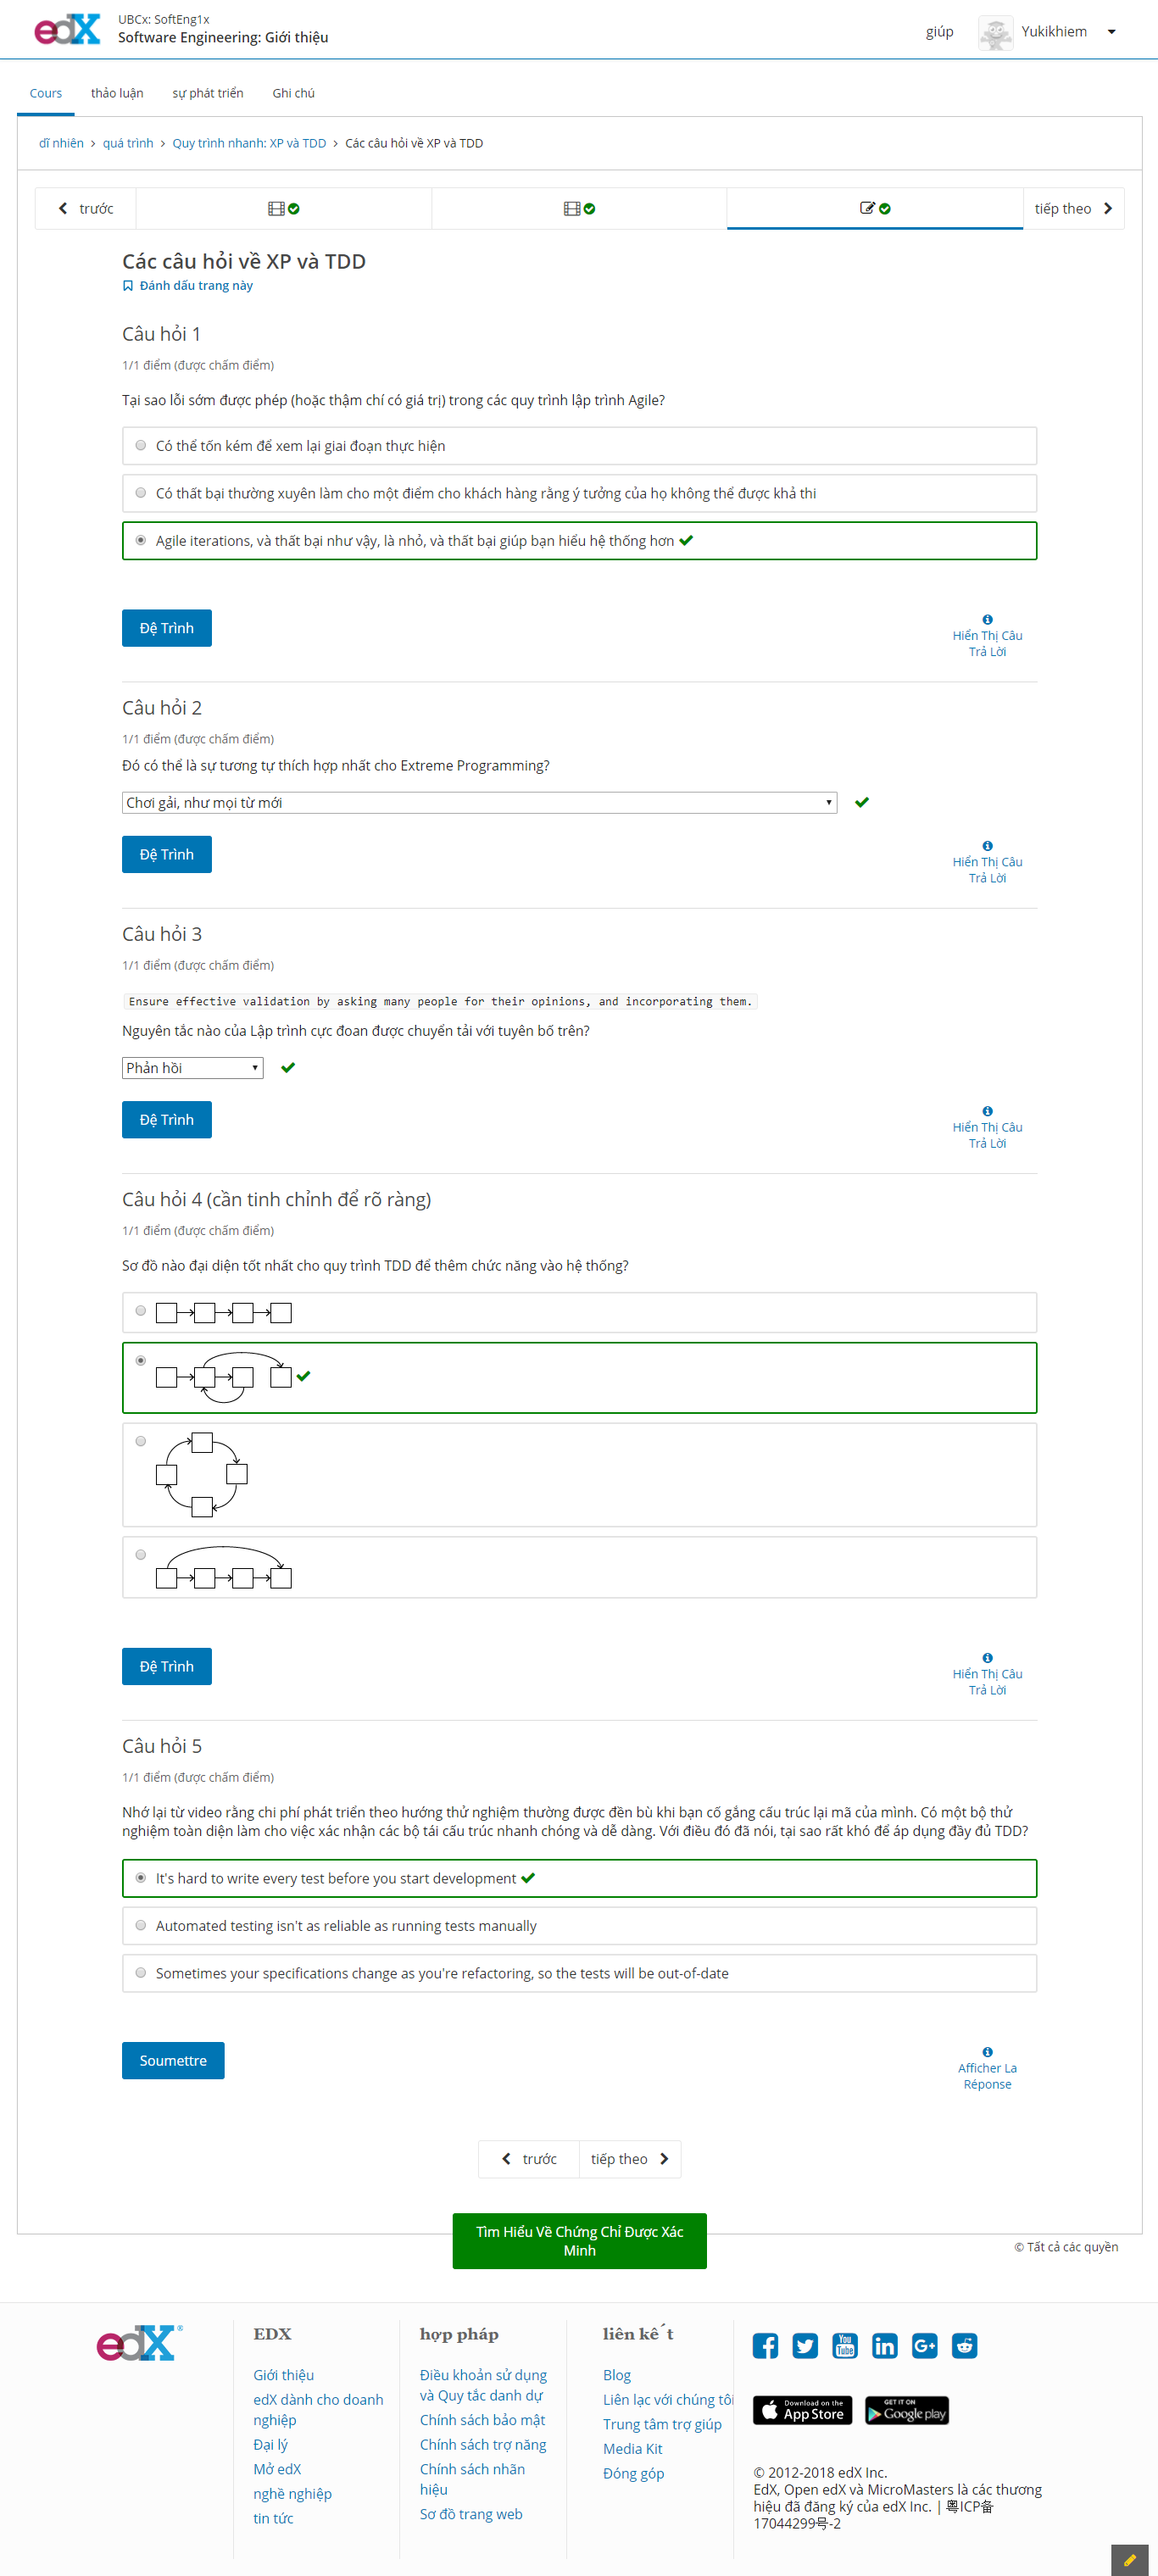 edX
UBCx: SoftEng1x
Software Engineering: Giới thiệu
giúp
Yukikhiem
Cours
thảo luận
sự phát triển
Ghi chú
dĩ nhiên > quá trình > Quy trình nhanh: XP và TDD > Các câu hỏi về XP và TDD
trước
tiếp theo
Các câu hỏi về XP và TDD
Đánh dấu trang này
Câu hỏi 1
1/1 điểm (được chấm điểm)
Tại sao lỗi sớm được phép (hoặc thậm chí có giá trị) trong các quy trình lập trình Agile?
Có thể tốn kém để xem lại giai đoạn thực hiện
Có thất bại thường xuyên làm cho một điểm cho khách hàng rằng ý tưởng của họ không thể được khả thi
Agile iterations, và thất bại như vậy, là nhỏ, và thất bại giúp bạn hiểu hệ thống hơn
Đệ Trình
Hiển Thị Câu
Trả Lời
Câu hỏi 2
1/1 điểm (được chấm điểm)
Đó có thể là sự tương tự thích hợp nhất cho Extreme Programming?
Chơi gải, như mọi từ mới
Đệ Trình
Hiển Thị Câu
Trả Lời
Câu hỏi 3
1/1 điểm (được chấm điểm)
Ensure effective validation by asking many people for their opinions, and incorporating them.
Nguyên tắc nào của Lập trình cực đoan được chuyển tải với tuyên bố trên?
Phản hồi
Đệ Trình
Hiển Thị Câu
Trả Lời
Câu hỏi 4 (cần tinh chỉnh để rõ ràng)
1/1 điểm (được chấm điểm)
Sơ đồ nào đại diện tốt nhất cho quy trình TDD để thêm chức năng vào hệ thống?
Đệ Trình
Hiển Thị Câu
Trả Lời
Câu hỏi 5
1/1 điểm (được chấm điểm)
Nhớ lại từ video rằng chi phí phát triển theo hướng thử nghiệm thường được đền bù khi bạn cố gắng cấu trúc lại mã của mình. Có một bộ thử
nghiệm toàn diện làm cho việc xác nhận các bộ tái cấu trúc nhanh chóng và dễ dàng. Với điều đó đã nói, tại sao rất khó để áp dụng đầy đủ TDD?
It's hard to write every test before you start development
Automated testing isn't as reliable as running tests manually
Sometimes your specifications change as you're refactoring, so the tests will be out-of-date
Soumettre
Afficher La
Réponse
trước
tiếp theo
Tìm Hiểu Về Chứng Chỉ Được Xác
Minh
© Tất cả các quyền
edX®
EDX
Giới thiệu
edX dành cho doanh
nghiệp
Đại lý
Mở edX
nghề nghiệp
tin tức
hợp pháp
Điều khoản sử dụng
và Quy tắc danh dự
Chính sách bảo mật
Chính sách trợ năng
Chính sách nhãn
hiệu
Sơ đồ trang web
liên kết
Blog
Liên lạc với chúng tôi
Trung tâm trợ giúp
Media Kit
Đóng góp
You
Tube
in
G+
Download on the
App Store
GET IT ON
Google play
© 2012-2018 edX Inc.
EdX, Open edX và MicroMasters là các thương
hiệu đã đăng ký của edX Inc. | 粤ICP备
17044299号-2